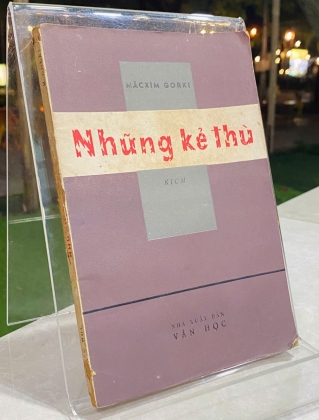 MĂCXIM GORKI
Những kẻ thù
KỊCH
NHÀ XUẤT BẢN
VĂN HỌC